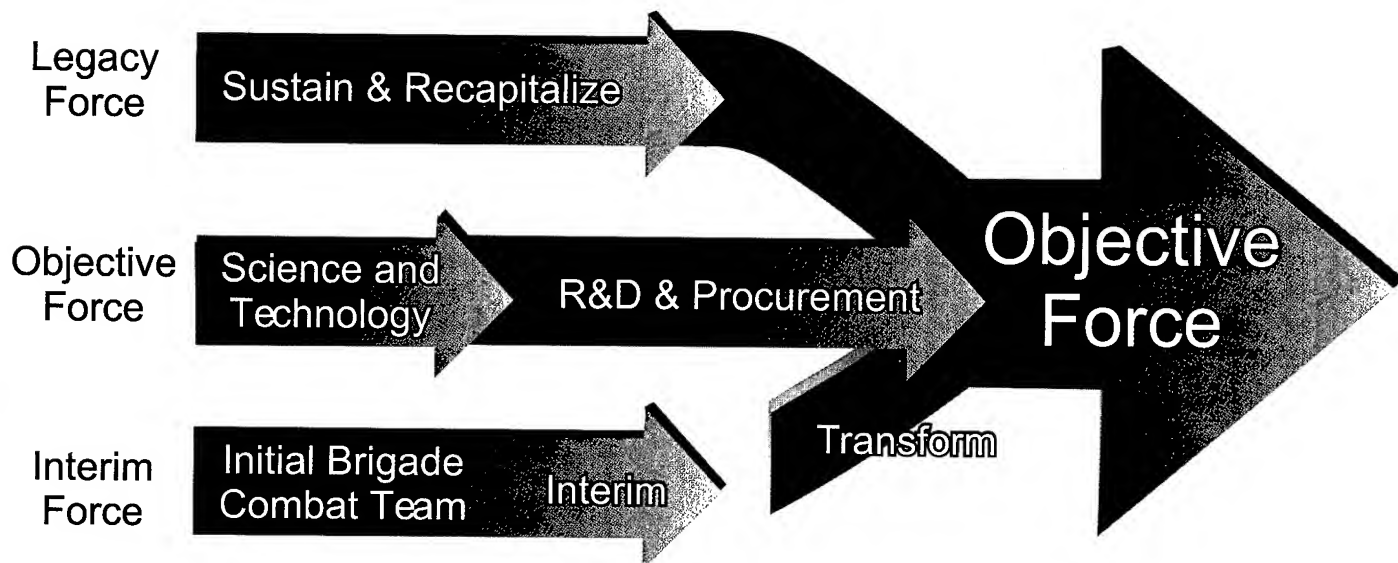 Legacy
Force
Sustain & Recapitalize
Objective
Force
Science and
Technology
R&D & Procurement
Objective
Force
Interim
Force
Initial Brigade
Combat Team
Interim
Transform